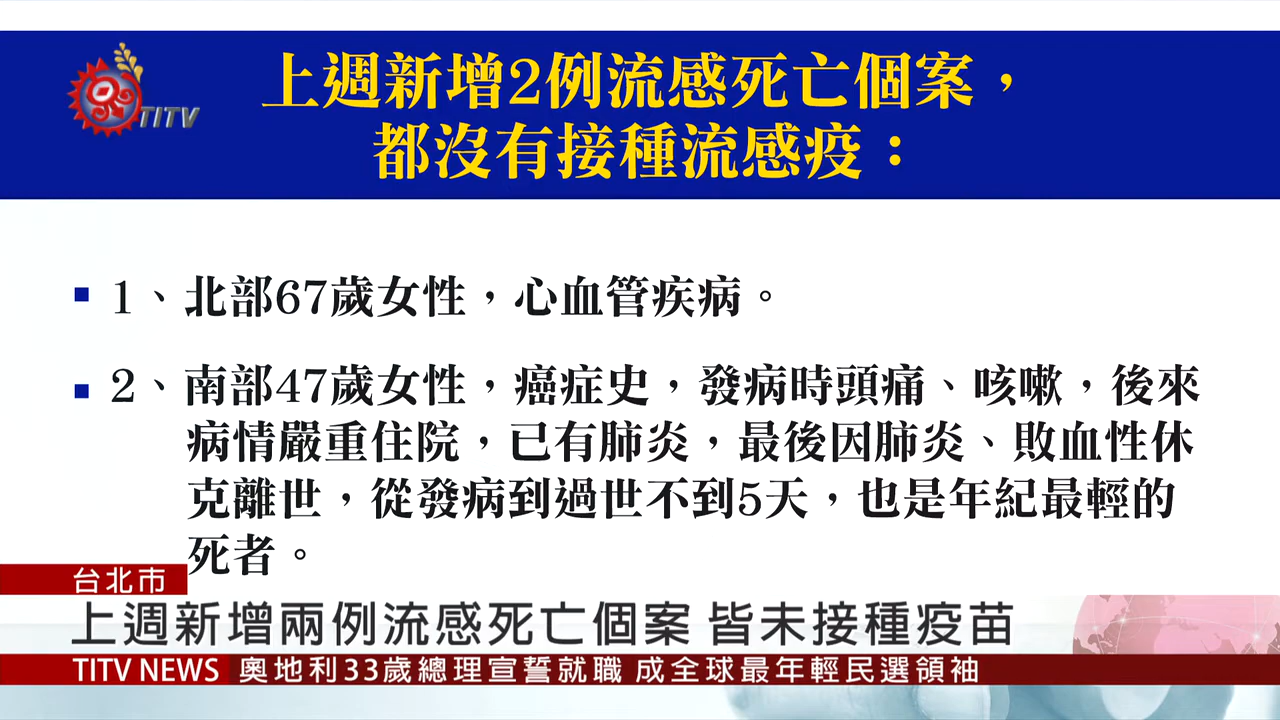 TITV
上週新增2例流感死亡個案，
都沒有接種流感疫：
▪ 1、北部67歲女性，心血管疾病。
▪ 2、南部47歲女性，癌症史，發病時頭痛、咳嗽，後來
病情嚴重住院，已有肺炎，最後因肺炎、敗血性休
克離世，從發病到過世不到5天，也是年紀最輕的
死者。
台北市
上週新增兩例流感死亡個案 皆未接種疫苗
TITV NEWS 奧地利33歲總理宣誓就職 成全球最年輕民選領袖